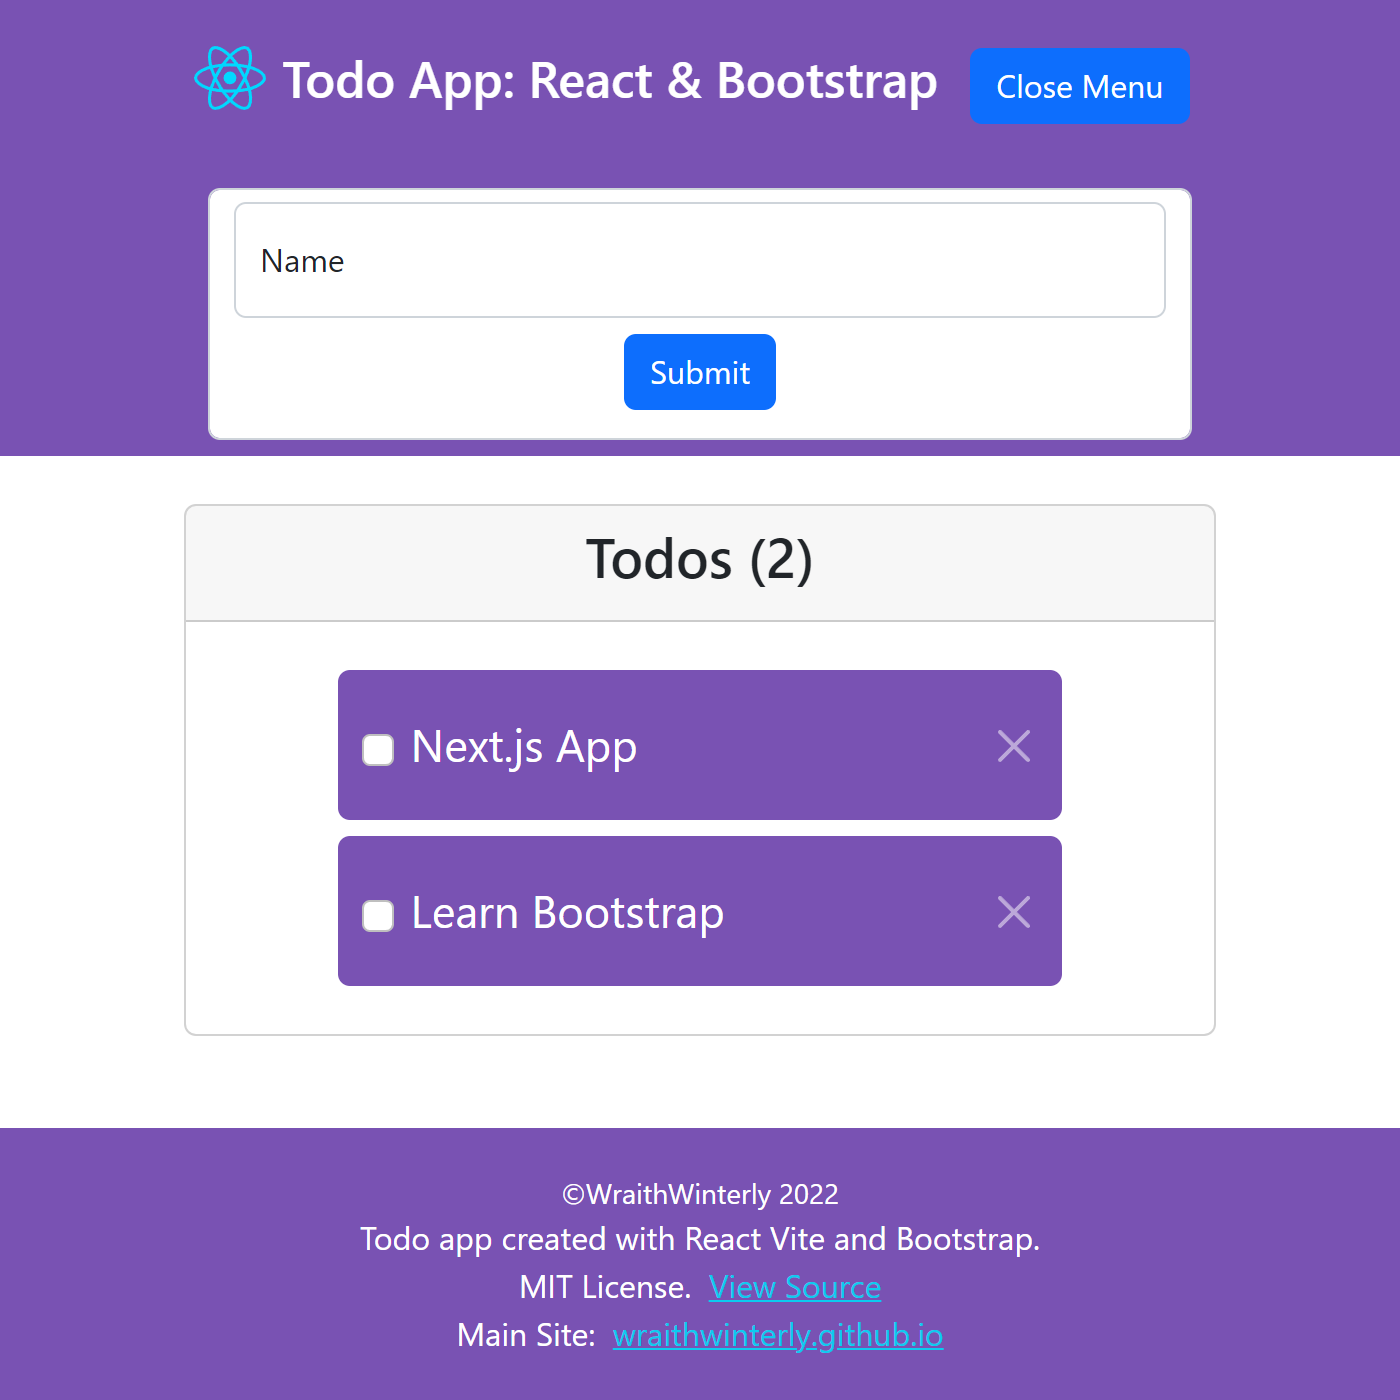 Todo App: React & Bootstrap
Close Menu
Name
Submit
Todos (2)
Next.js App
Learn Bootstrap
©WraithWinterly 2022
Todo app created with React Vite and Bootstrap.
MIT License. View Source
Main Site: wraithwinterly.github.io